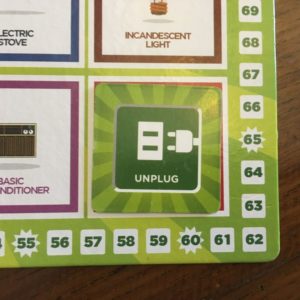 69
ELECTRIC
STOVE
INCANDESCENT
LIGHT
68
67
66
65
64
63
BASIC
CONDITIONER
UNPLUG
55
56
57
58
59
60
61
62